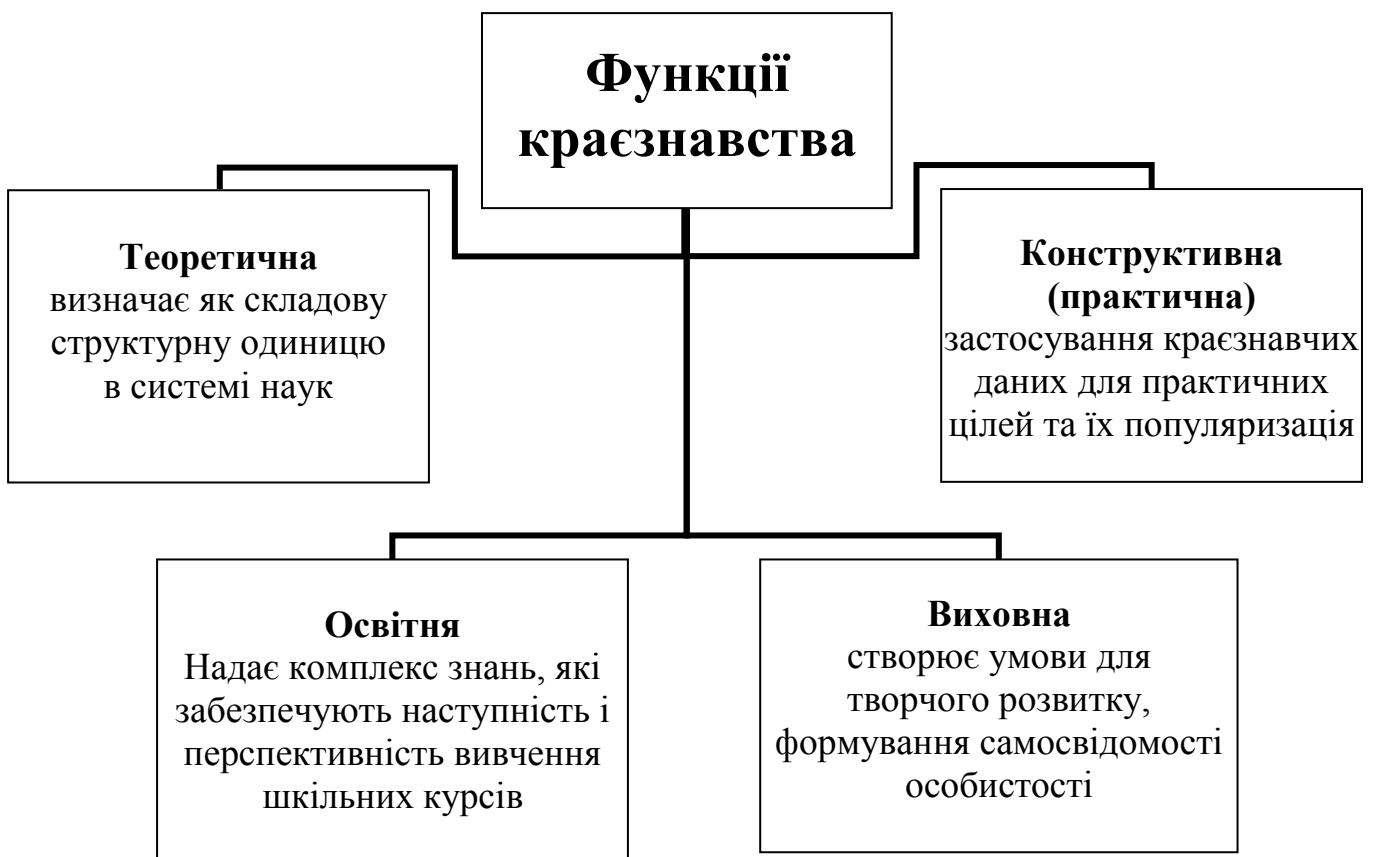 Функції
краєзнавства
Теоретична
визначає як складову
структурну одиницю
в системі наук
Конструктивна
(практична)
застосування краєзнавчих
даних для практичних
цілей та їх популяризація
Освітня
Надає комплекс знань, які
забезпечують наступність і
перспективність вивчення
шкільних курсів
Виховна
створює умови для
творчого розвитку,
формування самосвідомості
особистості